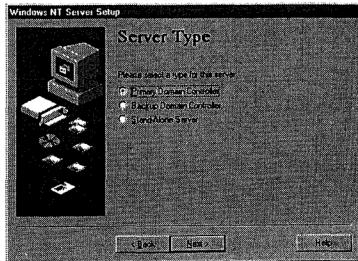 Windows NT Server Setup
Server Type
Please select a type for this server
Primary Domain Controller
Backup Domain Controller
Stand-Alone Server
< Back
Next >
Help